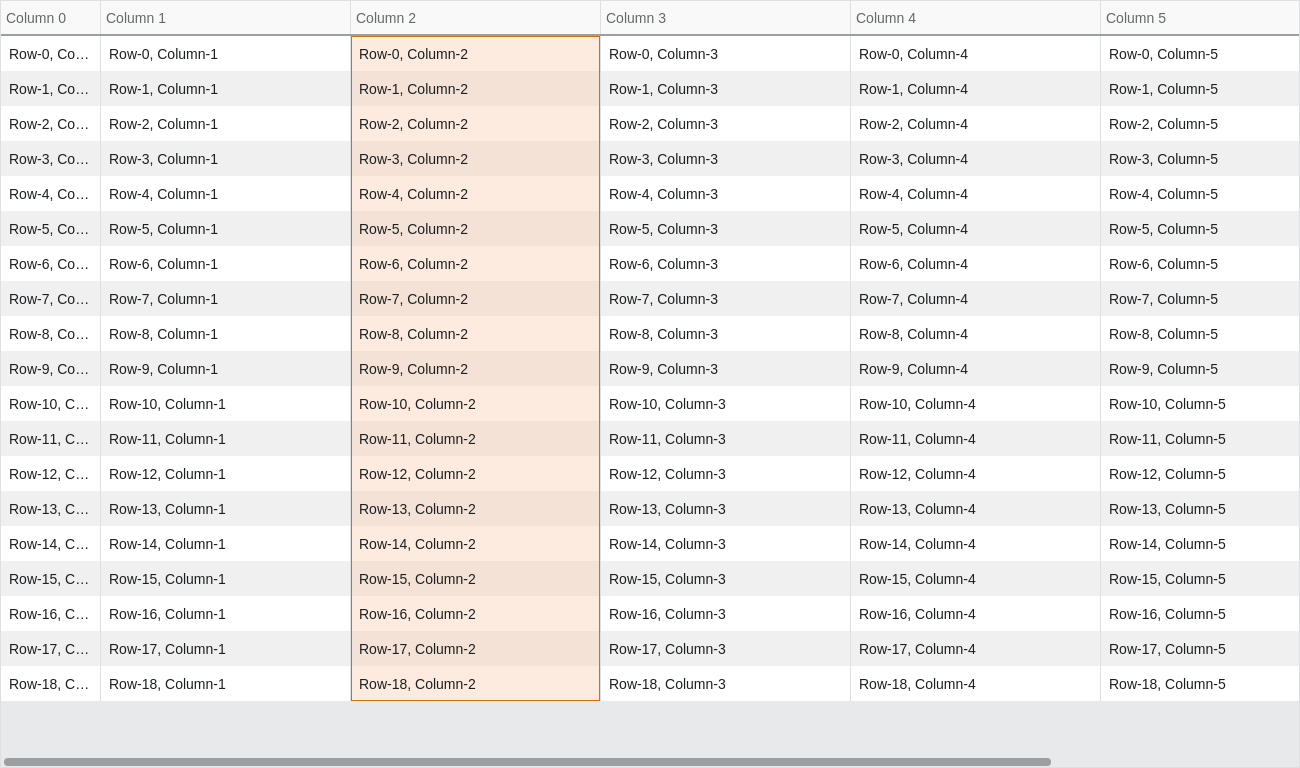 Column 0 Column 1 Column 2 Column 3 Column 4 Column 5
Row-0, Co… Row-0, Column-1 Row-0, Column-2 Row-0, Column-3 Row-0, Column-4 Row-0, Column-5
Row-1, Co… Row-1, Column-1 Row-1, Column-2 Row-1, Column-3 Row-1, Column-4 Row-1, Column-5
Row-2, Co… Row-2, Column-1 Row-2, Column-2 Row-2, Column-3 Row-2, Column-4 Row-2, Column-5
Row-3, Co… Row-3, Column-1 Row-3, Column-2 Row-3, Column-3 Row-3, Column-4 Row-3, Column-5
Row-4, Co… Row-4, Column-1 Row-4, Column-2 Row-4, Column-3 Row-4, Column-4 Row-4, Column-5
Row-5, Co… Row-5, Column-1 Row-5, Column-2 Row-5, Column-3 Row-5, Column-4 Row-5, Column-5
Row-6, Co… Row-6, Column-1 Row-6, Column-2 Row-6, Column-3 Row-6, Column-4 Row-6, Column-5
Row-7, Co… Row-7, Column-1 Row-7, Column-2 Row-7, Column-3 Row-7, Column-4 Row-7, Column-5
Row-8, Co… Row-8, Column-1 Row-8, Column-2 Row-8, Column-3 Row-8, Column-4 Row-8, Column-5
Row-9, Co… Row-9, Column-1 Row-9, Column-2 Row-9, Column-3 Row-9, Column-4 Row-9, Column-5
Row-10, C… Row-10, Column-1 Row-10, Column-2 Row-10, Column-3 Row-10, Column-4 Row-10, Column-5
Row-11, C… Row-11, Column-1 Row-11, Column-2 Row-11, Column-3 Row-11, Column-4 Row-11, Column-5
Row-12, C… Row-12, Column-1 Row-12, Column-2 Row-12, Column-3 Row-12, Column-4 Row-12, Column-5
Row-13, C… Row-13, Column-1 Row-13, Column-2 Row-13, Column-3 Row-13, Column-4 Row-13, Column-5
Row-14, C… Row-14, Column-1 Row-14, Column-2 Row-14, Column-3 Row-14, Column-4 Row-14, Column-5
Row-15, C… Row-15, Column-1 Row-15, Column-2 Row-15, Column-3 Row-15, Column-4 Row-15, Column-5
Row-16, C… Row-16, Column-1 Row-16, Column-2 Row-16, Column-3 Row-16, Column-4 Row-16, Column-5
Row-17, C… Row-17, Column-1 Row-17, Column-2 Row-17, Column-3 Row-17, Column-4 Row-17, Column-5
Row-18, C… Row-18, Column-1 Row-18, Column-2 Row-18, Column-3 Row-18, Column-4 Row-18, Column-5